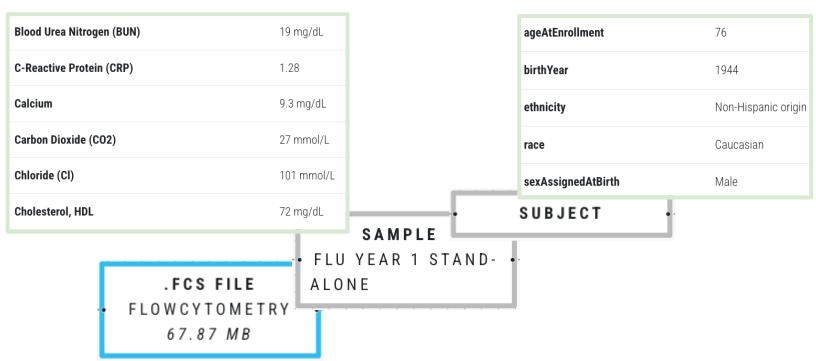 Blood Urea Nitrogen (BUN) 19 mg/dL
C-Reactive Protein (CRP) 1.28
Calcium 9.3 mg/dL
Carbon Dioxide (CO2) 27 mmol/L
Chloride (Cl) 101 mmol/L
Cholesterol, HDL 72 mg/dL
ageAtEnrollment 76
birthYear 1944
ethnicity Non-Hispanic origin
race Caucasian
sexAssignedAtBirth Male
SUBJECT
SAMPLE
FLU YEAR 1 STAND-
ALONE
.FCS FILE
FLOWCYTOMETRY
67.87 MB